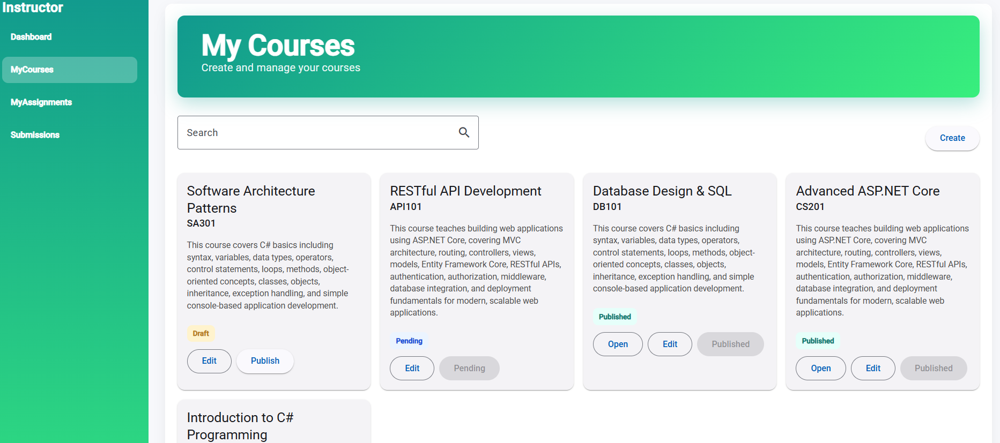 Instructor
Dashboard
MyCourses
MyAssignments
Submissions
My Courses
Create and manage your courses
Search
Create
Software Architecture
Patterns
SA301
This course covers C# basics including
syntax, variables, data types, operators,
control statements, loops, methods, object-
oriented concepts, classes, objects,
inheritance, exception handling, and simple
console-based application development.
Draft
Edit Publish
RESTful API Development
API101
This course teaches building web applications
using ASP.NET Core, covering MVC
architecture, routing, controllers, views,
models, Entity Framework Core, RESTful APIs,
authentication, authorization, middleware,
database integration, and deployment
fundamentals for modern, scalable web
applications.
Pending
Edit Pending
Database Design & SQL
DB101
This course covers C# basics including
syntax, variables, data types, operators,
control statements, loops, methods, object-
oriented concepts, classes, objects,
inheritance, exception handling, and simple
console-based application development.
Published
Open Edit Published
Advanced ASP.NET Core
CS201
This course teaches building web applications
using ASP.NET Core, covering MVC
architecture, routing, controllers, views,
models, Entity Framework Core, RESTful APIs,
authentication, authorization, middleware,
database integration, and deployment
fundamentals for modern, scalable web
applications.
Published
Open Edit Published
Introduction to C#
Programming